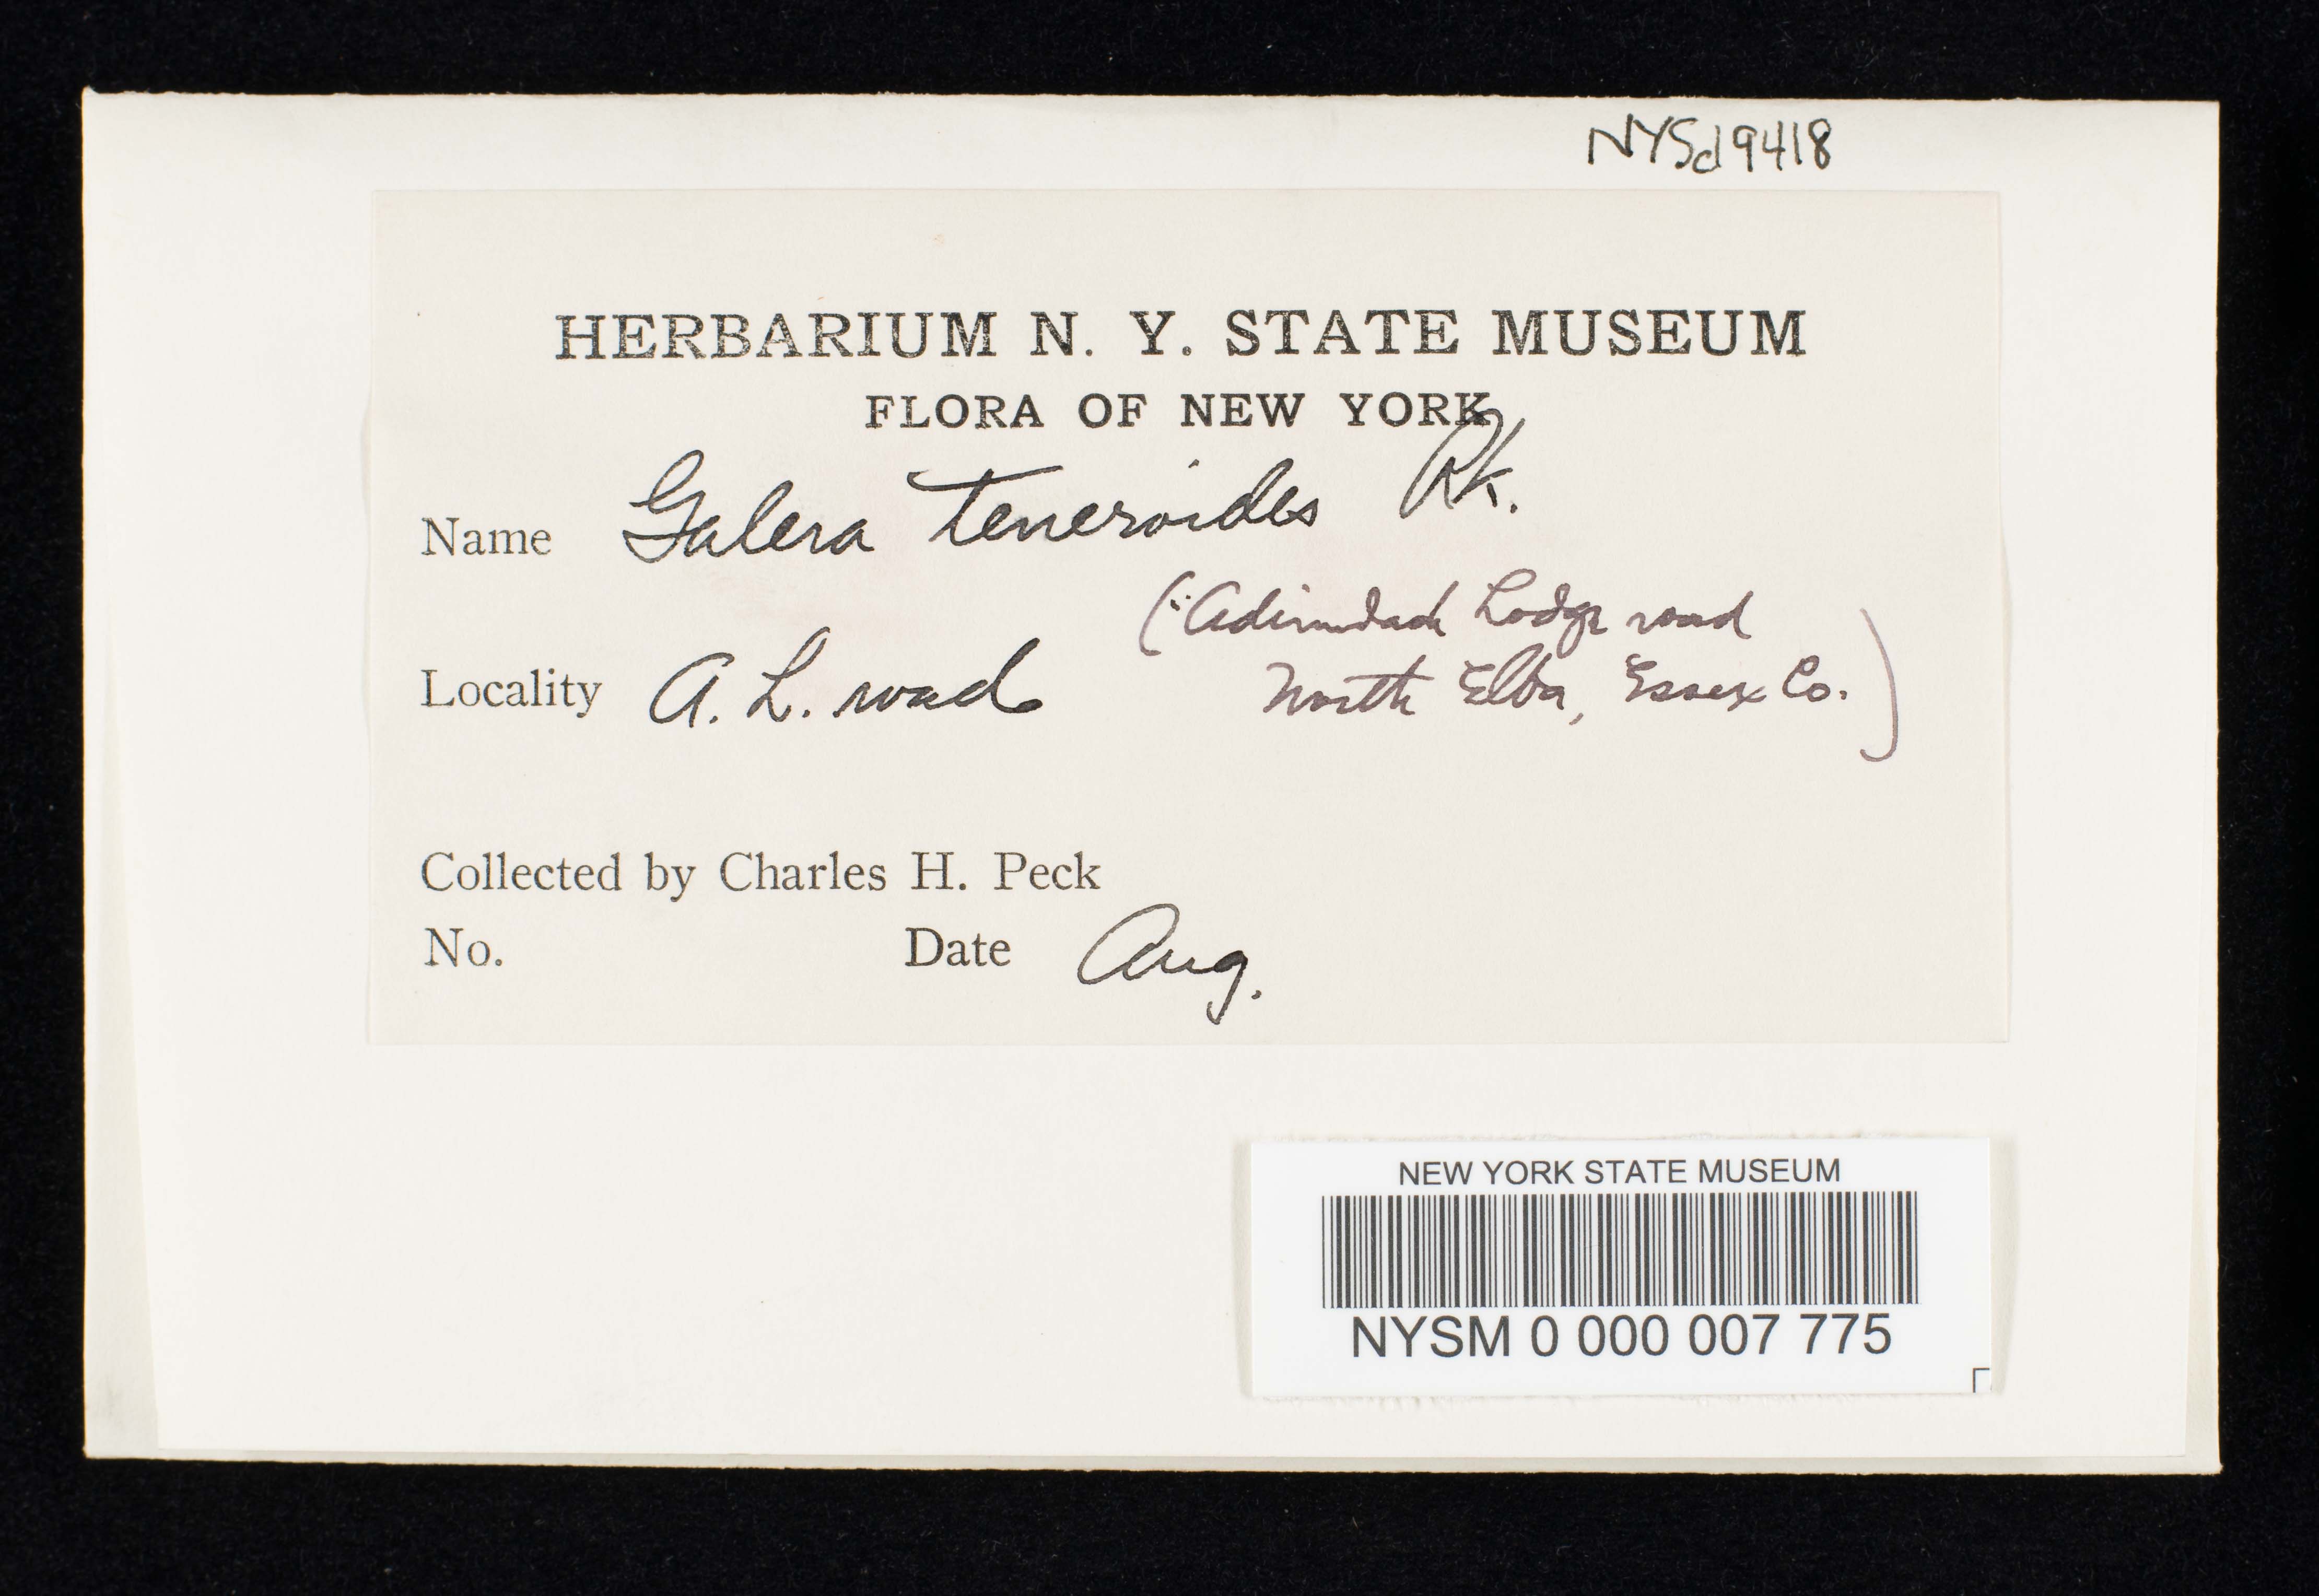 NYSd9418
HERBARIUM N. Y. STATE MUSEUM
FLORA OF NEW YORK
Name Galera teneroides Pk.
(∵ Adirondack Lodge road
Locality A. L. road North Elba, Essex Co.)
Collected by Charles H. Peck
No. Date Aug.
NEW YORK STATE MUSEUM
NYSM 0 000 007 775